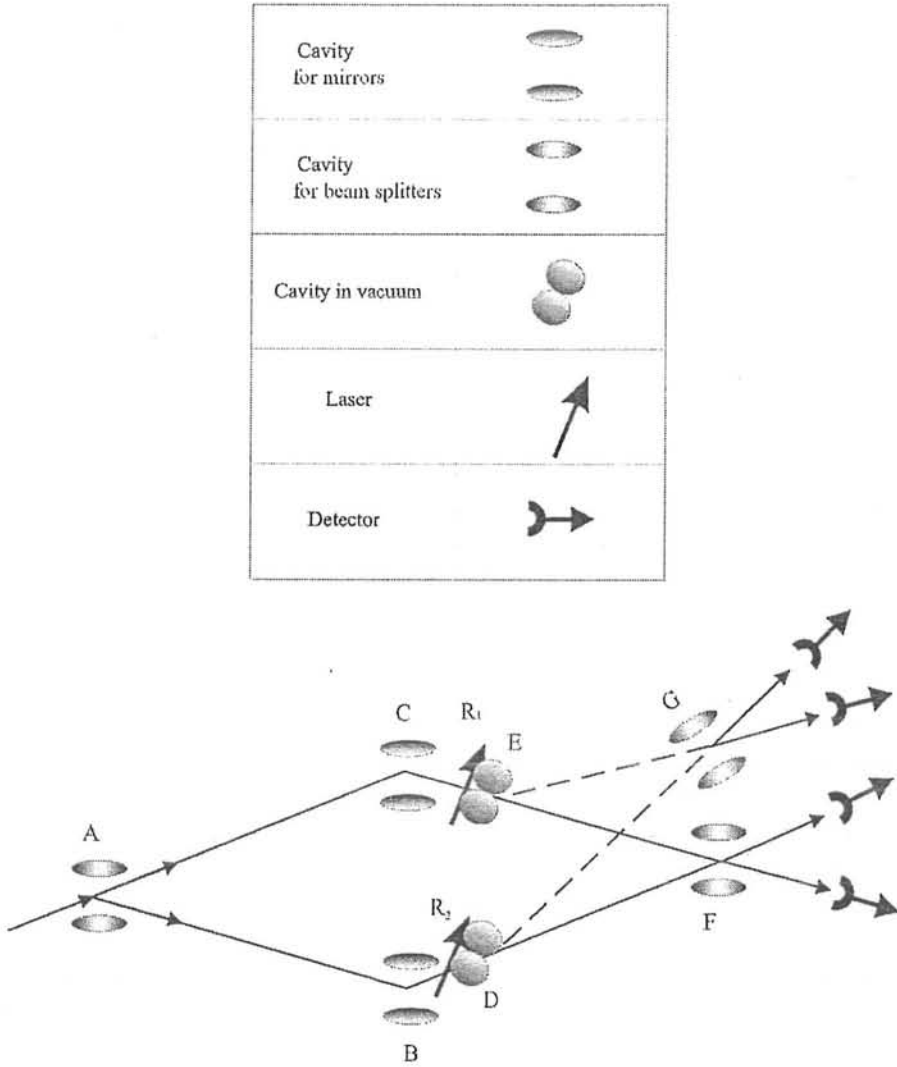 Cavity
for mirrors
Cavity
for beam splitters
Cavity in vacuum
Laser
Detector
C
R₁
E
G
A
R₂
F
D
B